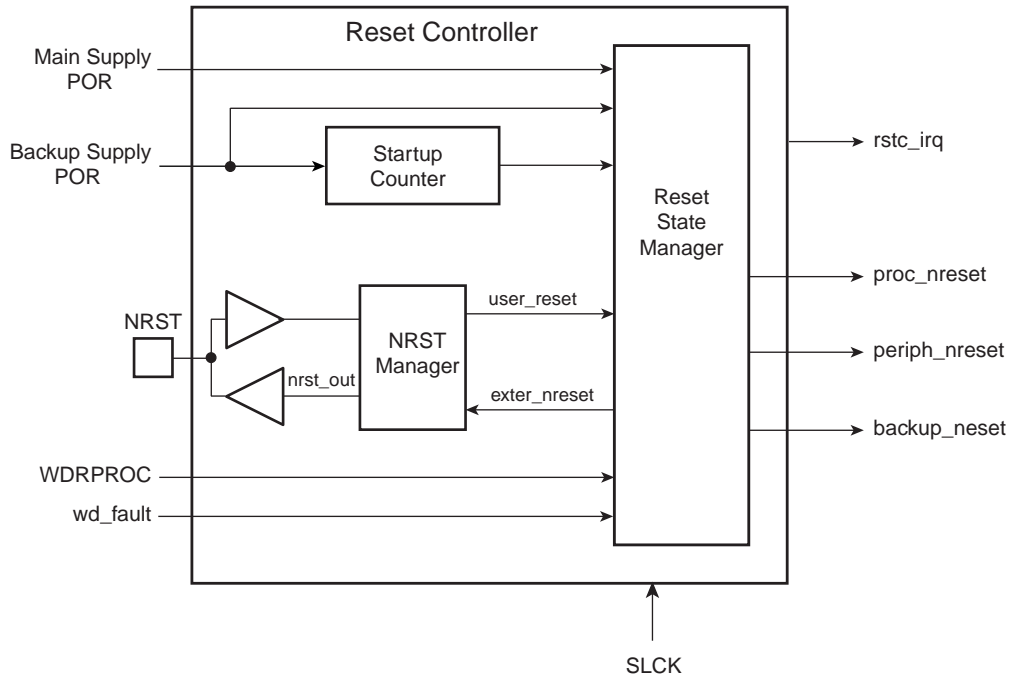 Reset Controller
Main Supply
POR
Backup Supply
POR
Startup
Counter
rstc_irq
Reset
State
Manager
proc_nreset
user_reset
NRST
NRST
Manager
periph_nreset
nrst_out
exter_nreset
backup_neset
WDRPROC
wd_fault
SLCK